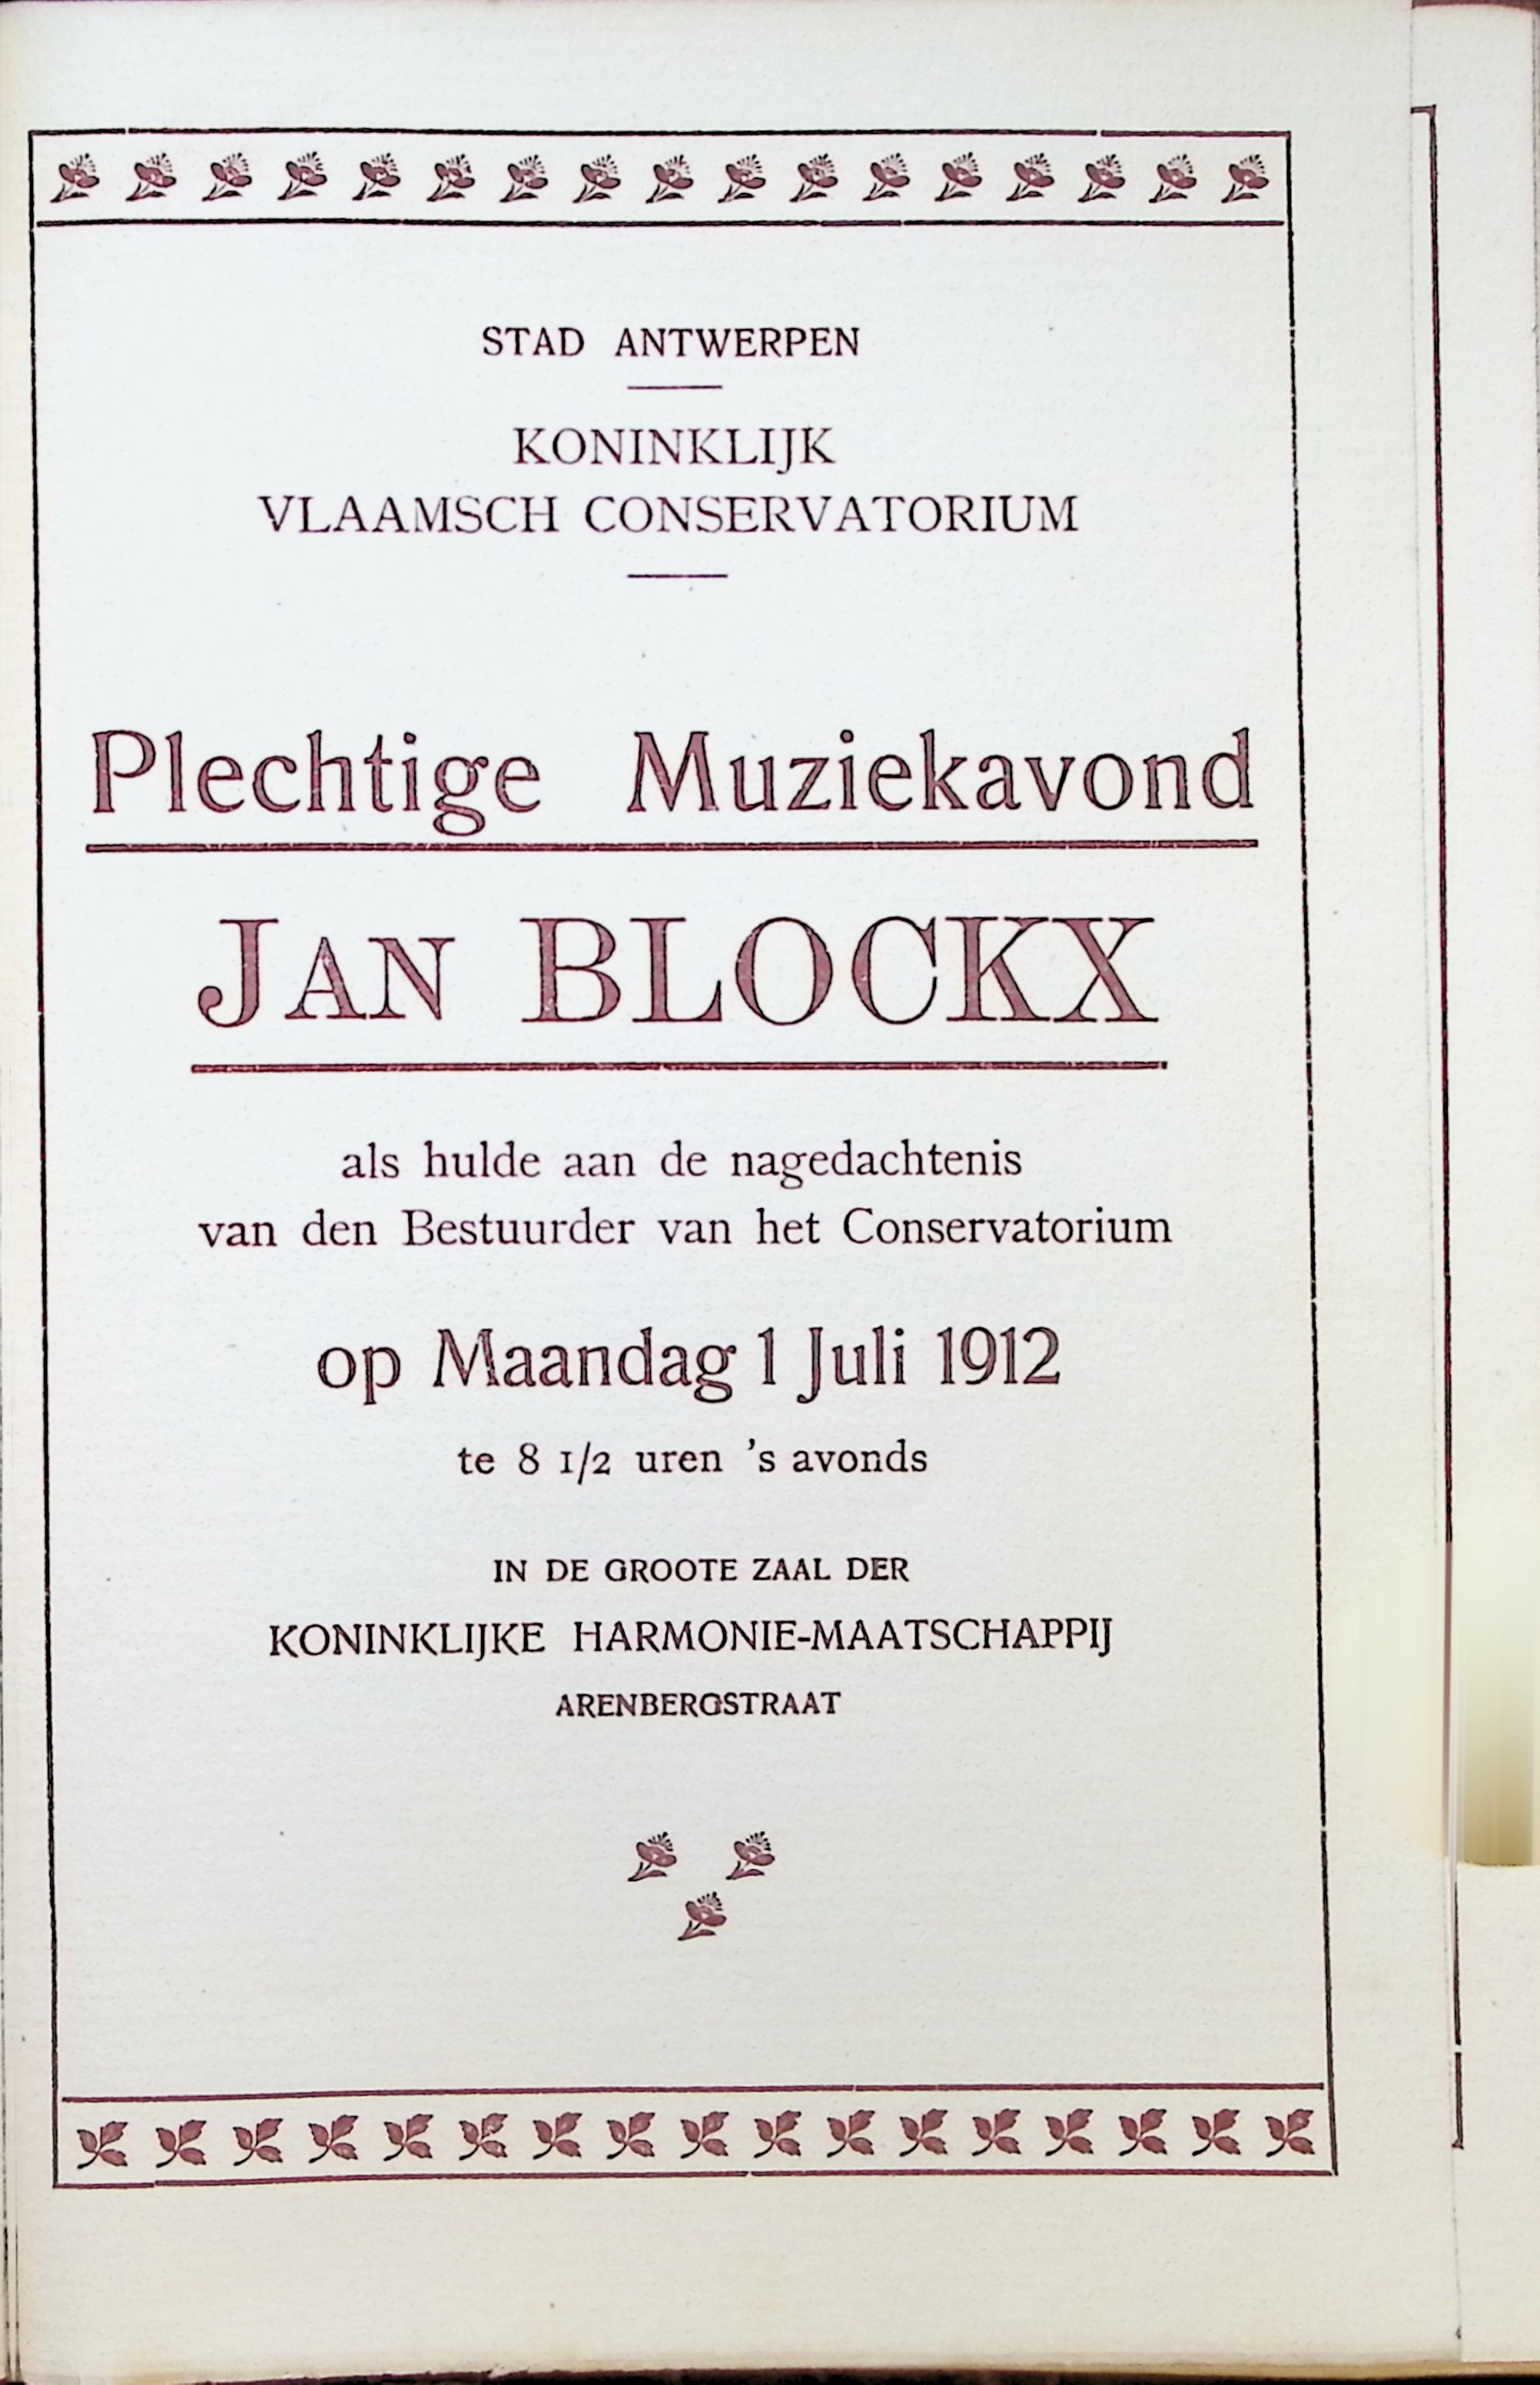 STAD ANTWERPEN
KONINKLIJK
VLAAMSCH CONSERVATORIUM
Plechtige Muziekavond
JAN BLOCKX
als hulde aan de nagedachtenis
van den Bestuurder van het Conservatorium
op Maandag 1 Juli 1912
te 8 1/2 uren 's avonds
IN DE GROOTE ZAAL DER
KONINKLIJKE HARMONIE-MAATSCHAPPIJ
ARENBERGSTRAAT